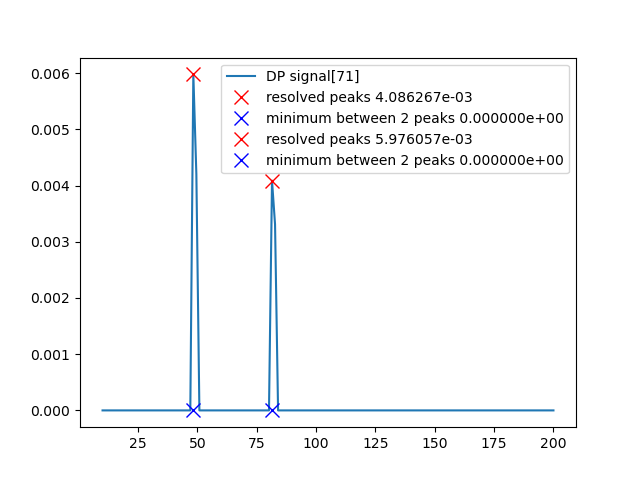 0.006
0.005
0.004
0.003
0.002
0.001
0.000
DP signal[71]
resolved peaks 4.086267e-03
minimum between 2 peaks 0.000000e+00
resolved peaks 5.976057e-03
minimum between 2 peaks 0.000000e+00
25 50 75 100 125 150 175 200